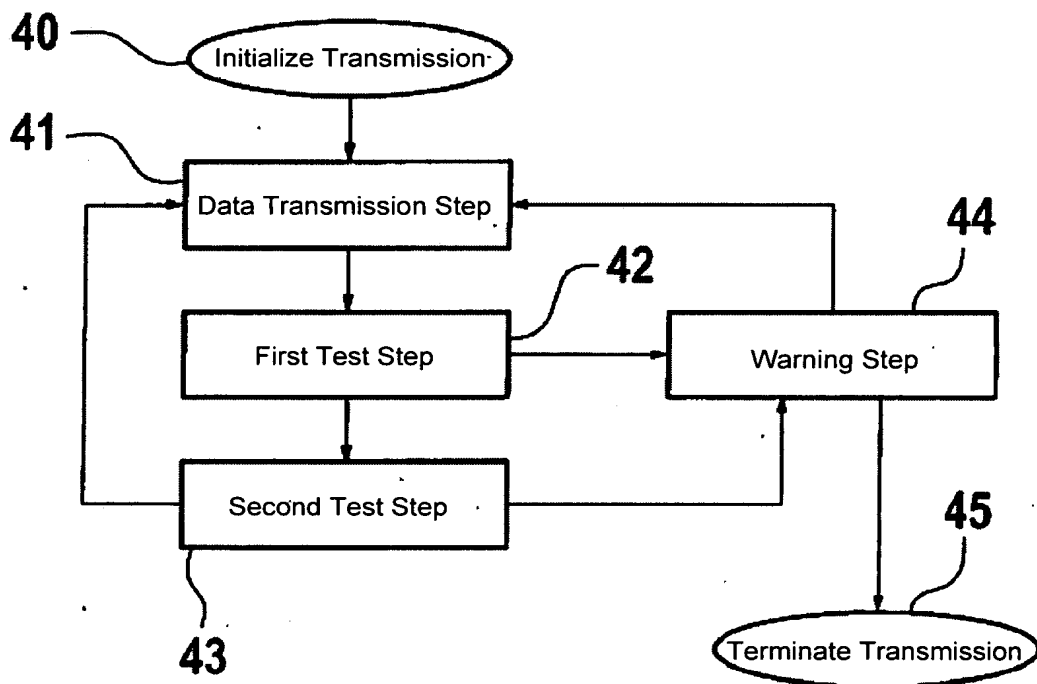 40
Initialize Transmission
41
Data Transmission Step
44
42
First Test Step
Warning Step
Second Test Step
45
43
Terminate Transmission